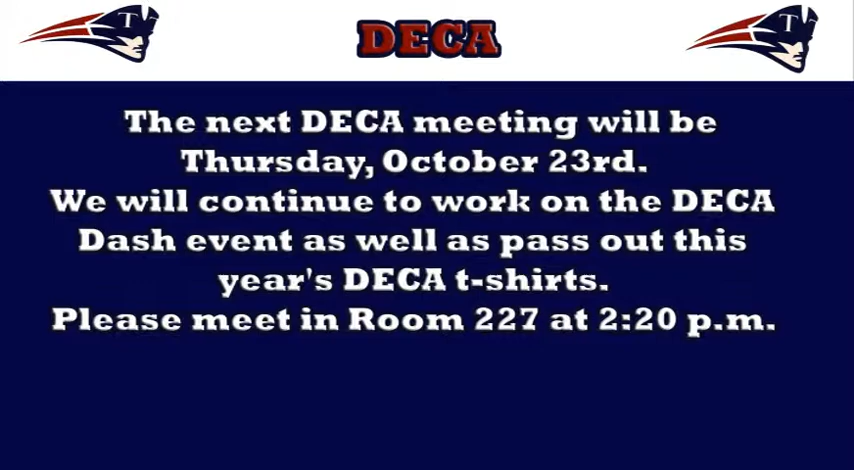 T
DECA
T
The next DECA meeting will be
Thursday, October 23rd.
We will continue to work on the DECA
Dash event as well as pass out this
year's DECA t-shirts.
Please meet in Room 227 at 2:20 p.m.